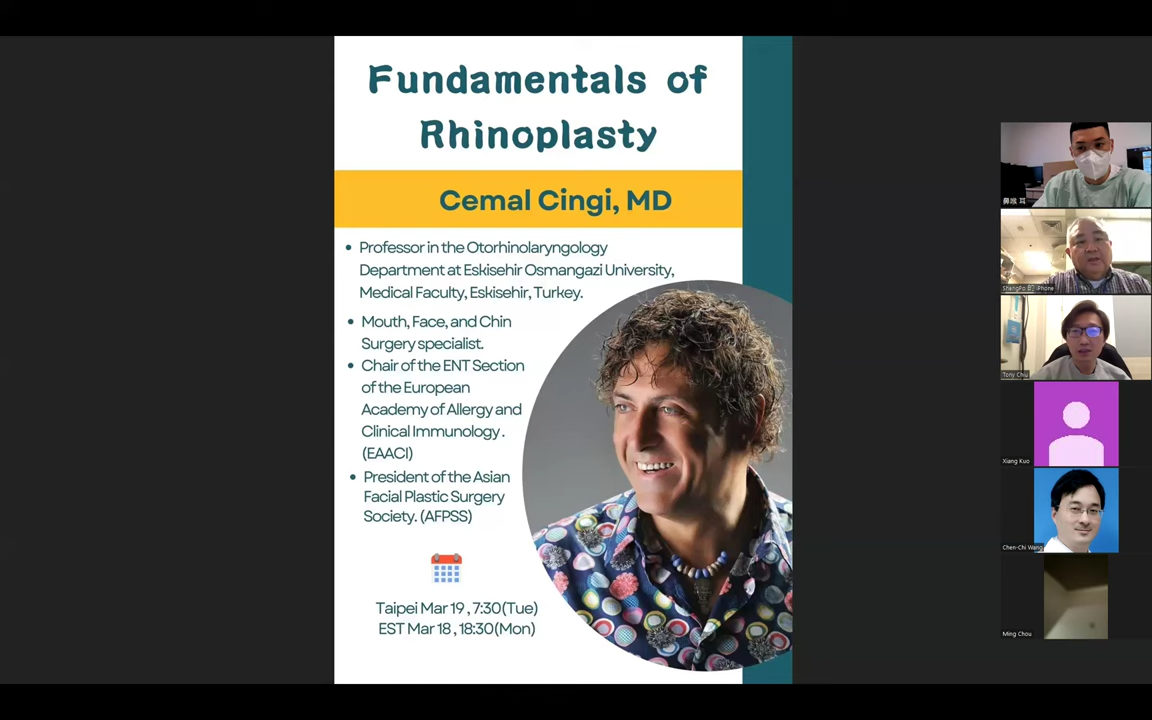 Fundamentals of
Rhinoplasty
Cemal Cingi, MD
• Professor in the Otorhinolaryngology
Department at Eskisehir Osmangazi University,
Medical Faculty, Eskisehir, Turkey.
• Mouth, Face, and Chin
Surgery specialist.
• Chair of the ENT Section
of the European
Academy of Allergy and
Clinical Immunology .
(EAACI)
• President of the Asian
Facial Plastic Surgery
Society. (AFPSS)
Taipei Mar 19 , 7:30(Tue)
EST Mar 18 , 18:30(Mon)
鼻喉 耳
Tony Chiu
Xiang Kuo
Chen-Chi Wang
Ming Chou